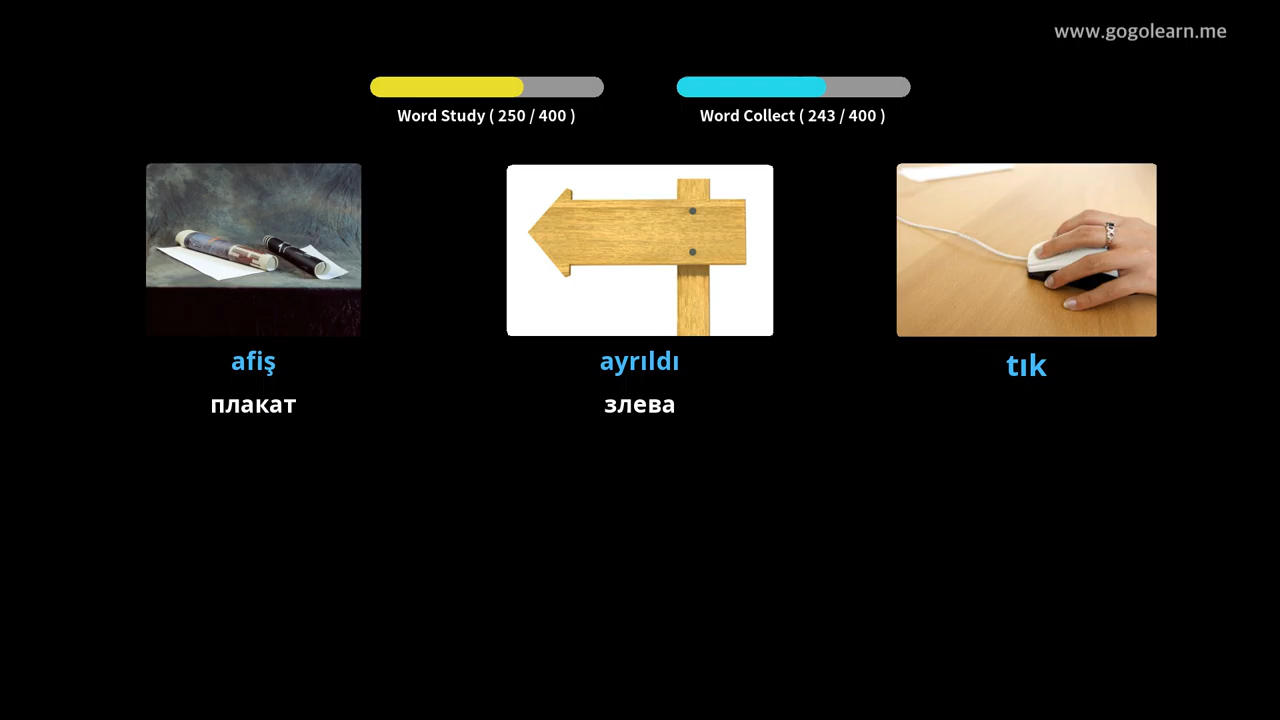 www.gogolearn.me
Word Study ( 250 / 400 )
Word Collect ( 243 / 400 )
afiş
ayrıldı
tık
плакат
злева